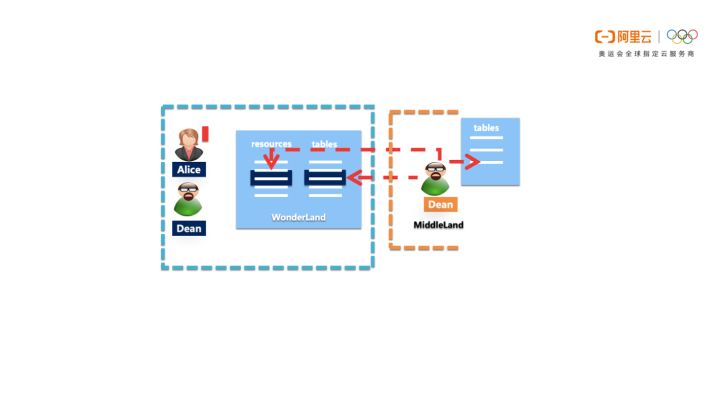 阿里云
奥运会全球指定云服务商
resources
tables
tables
Alice
Dean
Dean
WonderLand
MiddleLand